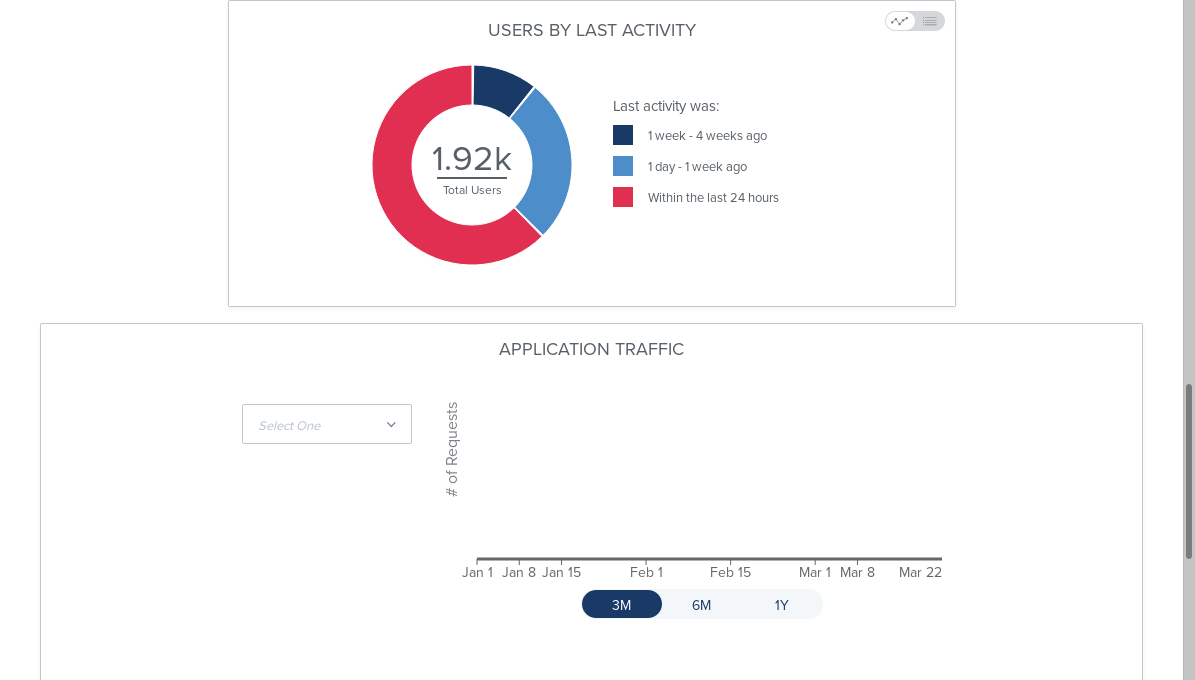 USERS BY LAST ACTIVITY
1.92k
Total Users
Last activity was:
1 week - 4 weeks ago
1 day - 1 week ago
Within the last 24 hours
APPLICATION TRAFFIC
Select One
# of Requests
Jan 1 Jan 8 Jan 15 Feb 1 Feb 15 Mar 1 Mar 8 Mar 22
3M 6M 1Y